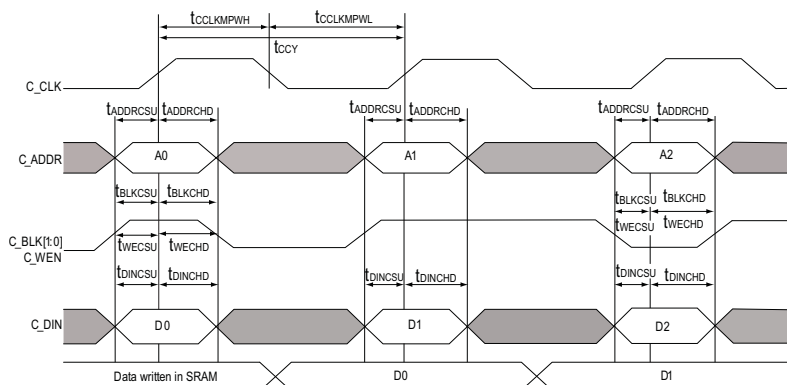 tCCLKMPWH tCCLKMPWL
tCCY
C_CLK
tADDRCSU tADDRCHD tADDRCSU tADDRCHD tADDRCSU tADDRCHD
C_ADDR A0 A1 A2
tBLKCSU tBLKCHD tBLKCSU tBLKCHD
C_BLK[1:0] tWECSU tWECHD tWECSU tWECHD
C_WEN
tDINCSU tDINCHD tDINCSU tDINCHD tDINCSU tDINCHD
C_DIN D0 D1 D2
Data written in SRAM D0 D1